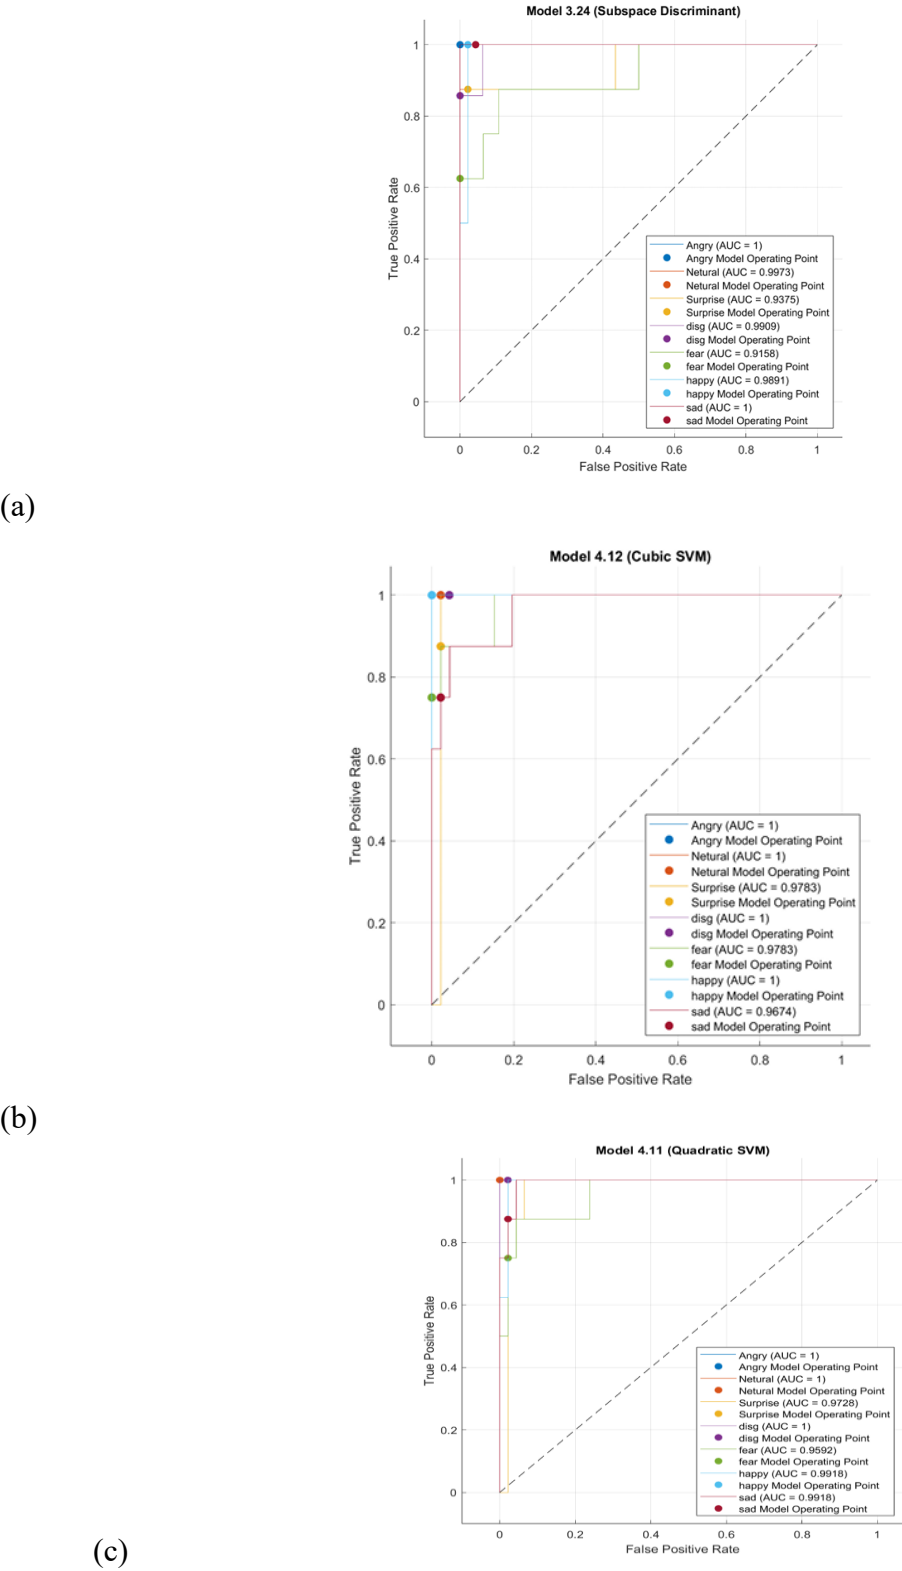 Model 3.24 (Subspace Discriminant)
1
0.8
0.6
0.4
0.2
0
True Positive Rate
Angry (AUC = 1)
Angry Model Operating Point
Netural (AUC = 0.9973)
Netural Model Operating Point
Surprise (AUC = 0.9375)
Surprise Model Operating Point
disg (AUC = 0.9909)
disg Model Operating Point
fear (AUC = 0.9158)
fear Model Operating Point
happy (AUC = 0.9891)
happy Model Operating Point
sad (AUC = 1)
sad Model Operating Point
0 0.2 0.4 0.6 0.8 1
False Positive Rate
(a)
Model 4.12 (Cubic SVM)
1
0.8
0.6
0.4
0.2
0
True Positive Rate
Angry (AUC = 1)
Angry Model Operating Point
Netural (AUC = 1)
Netural Model Operating Point
Surprise (AUC = 0.9783)
Surprise Model Operating Point
disg (AUC = 1)
disg Model Operating Point
fear (AUC = 0.9783)
fear Model Operating Point
happy (AUC = 1)
happy Model Operating Point
sad (AUC = 0.9674)
sad Model Operating Point
0 0.2 0.4 0.6 0.8 1
False Positive Rate
(b)
Model 4.11 (Quadratic SVM)
1
0.8
0.6
0.4
0.2
0
True Positive Rate
Angry (AUC = 1)
Angry Model Operating Point
Netural (AUC = 1)
Netural Model Operating Point
Surprise (AUC = 0.9728)
Surprise Model Operating Point
disg (AUC = 1)
disg Model Operating Point
fear (AUC = 0.9592)
fear Model Operating Point
happy (AUC = 0.9918)
happy Model Operating Point
sad (AUC = 0.9918)
sad Model Operating Point
0 0.2 0.4 0.6 0.8 1
False Positive Rate
(c)